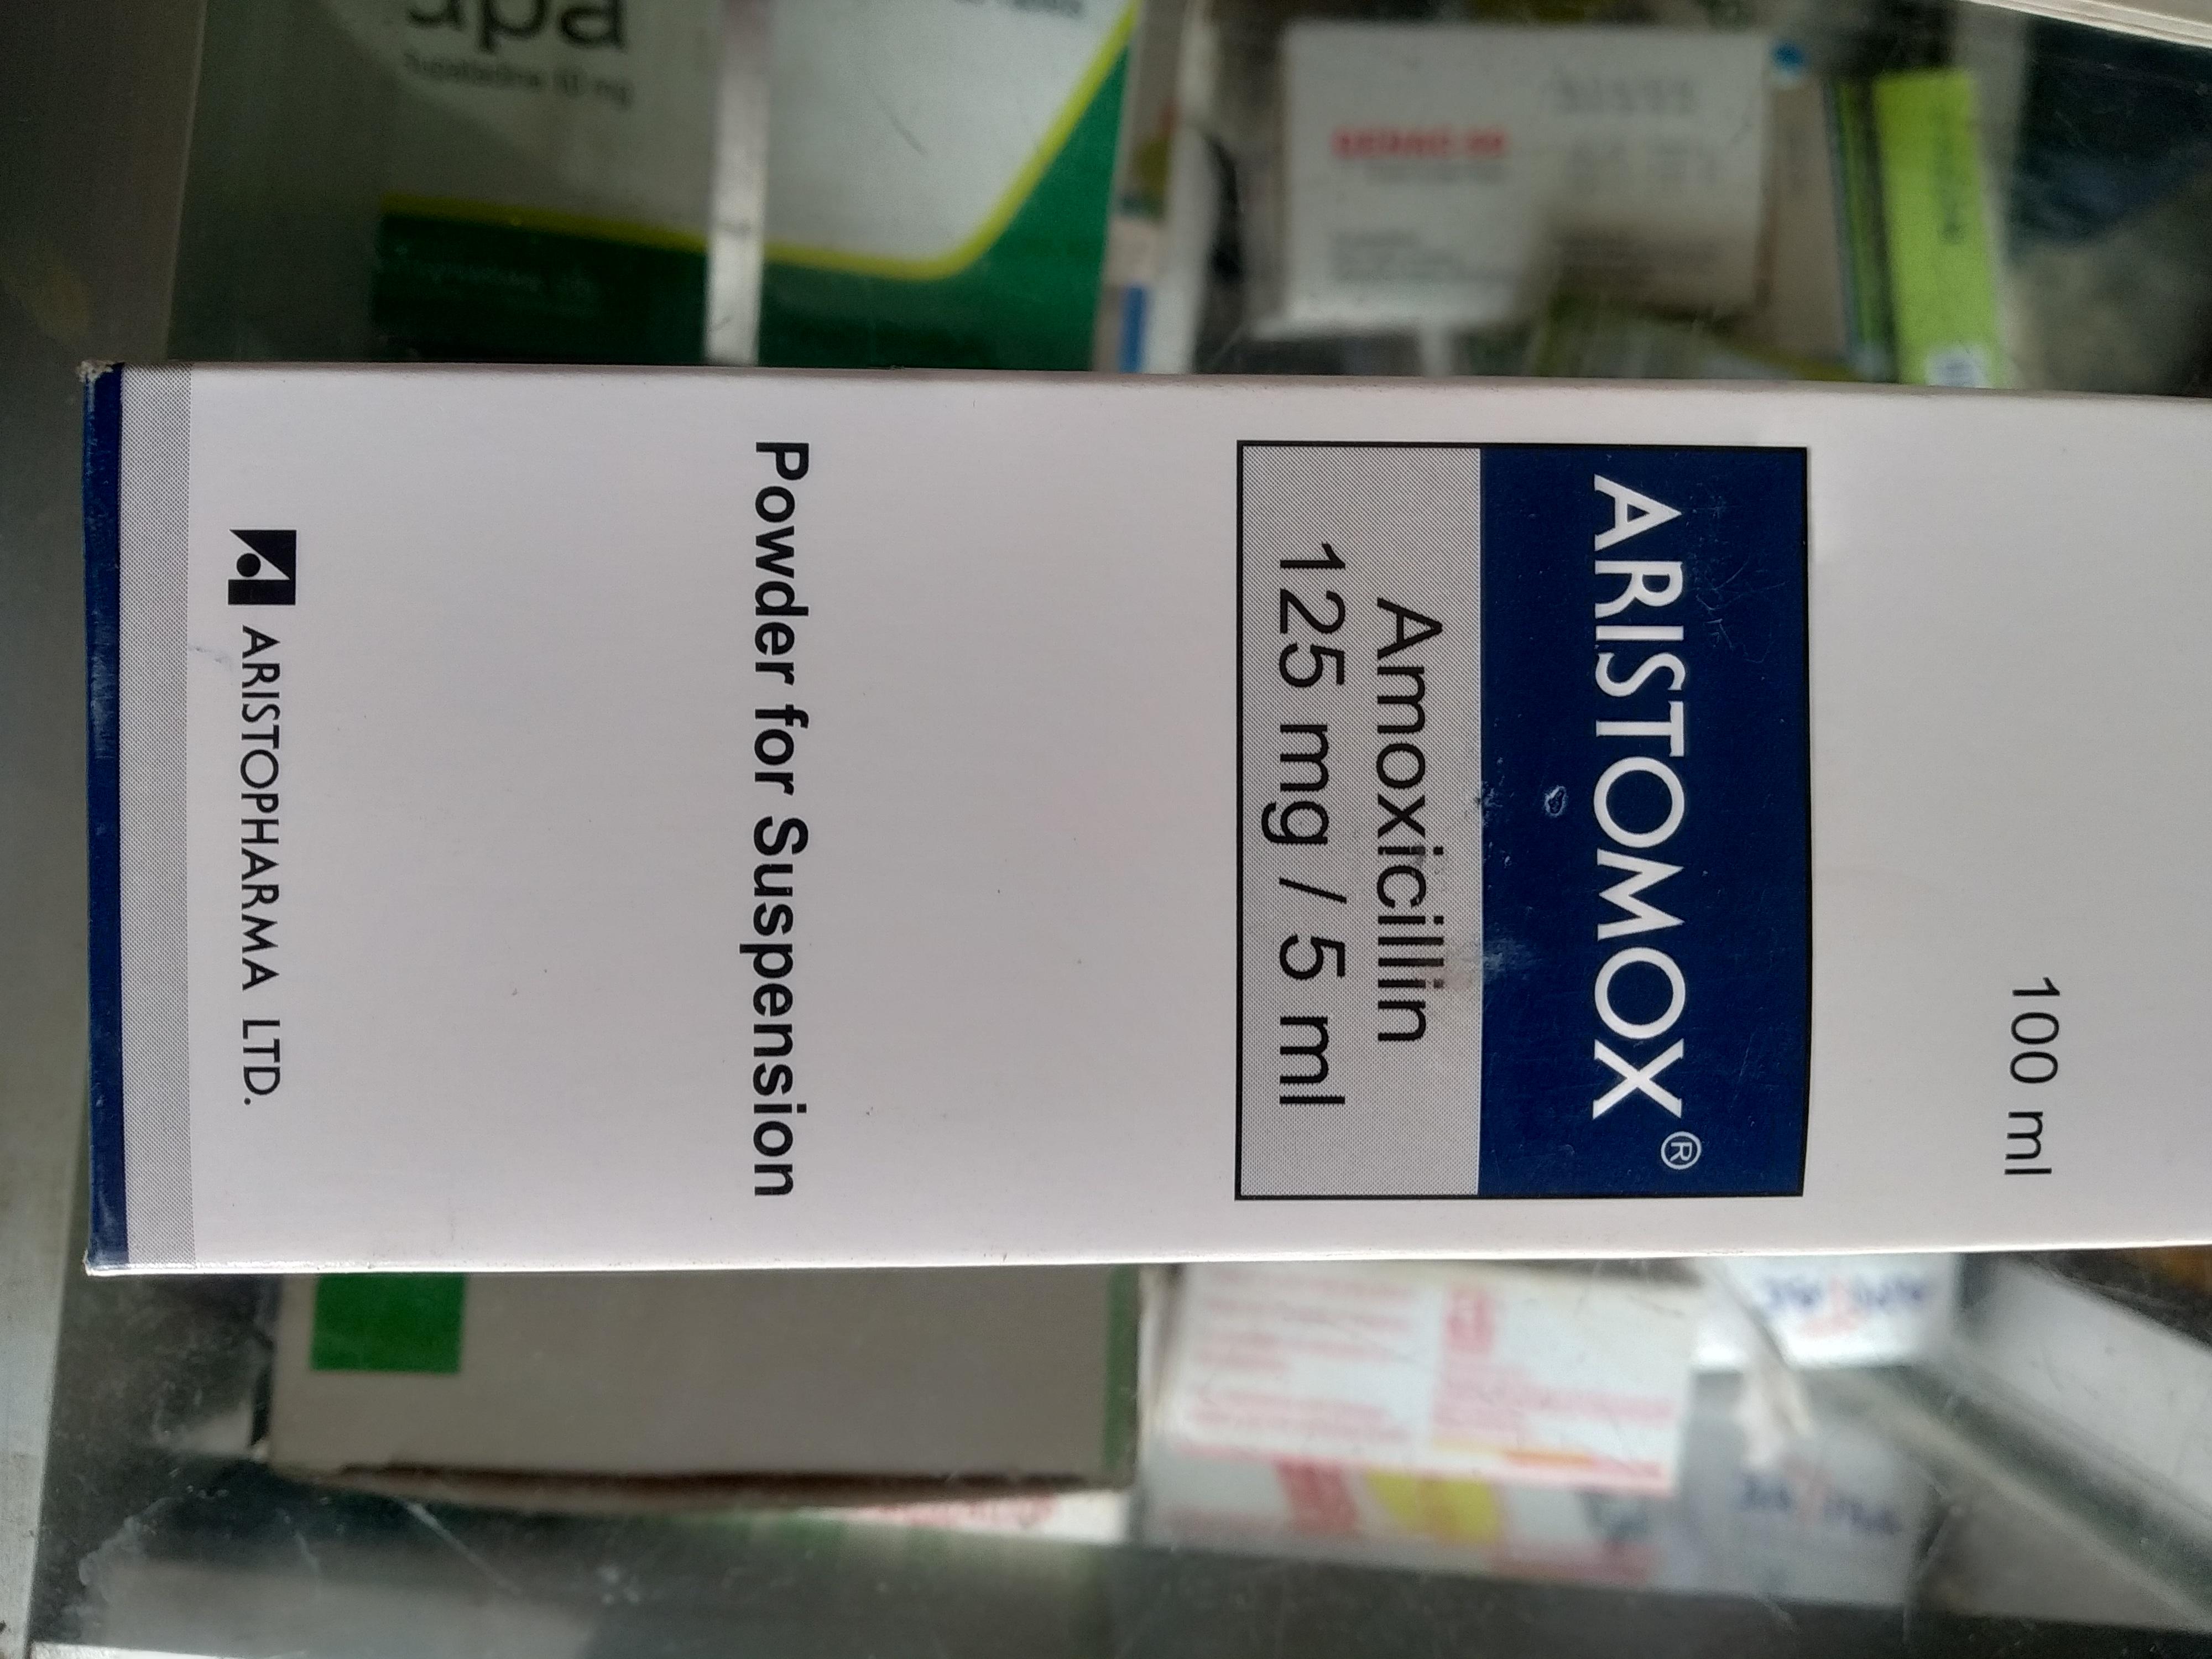 100 ml
ARISTOMOX®
Amoxicillin
125 mg / 5 ml
Powder for Suspension
ARISTOPHARMA LTD.